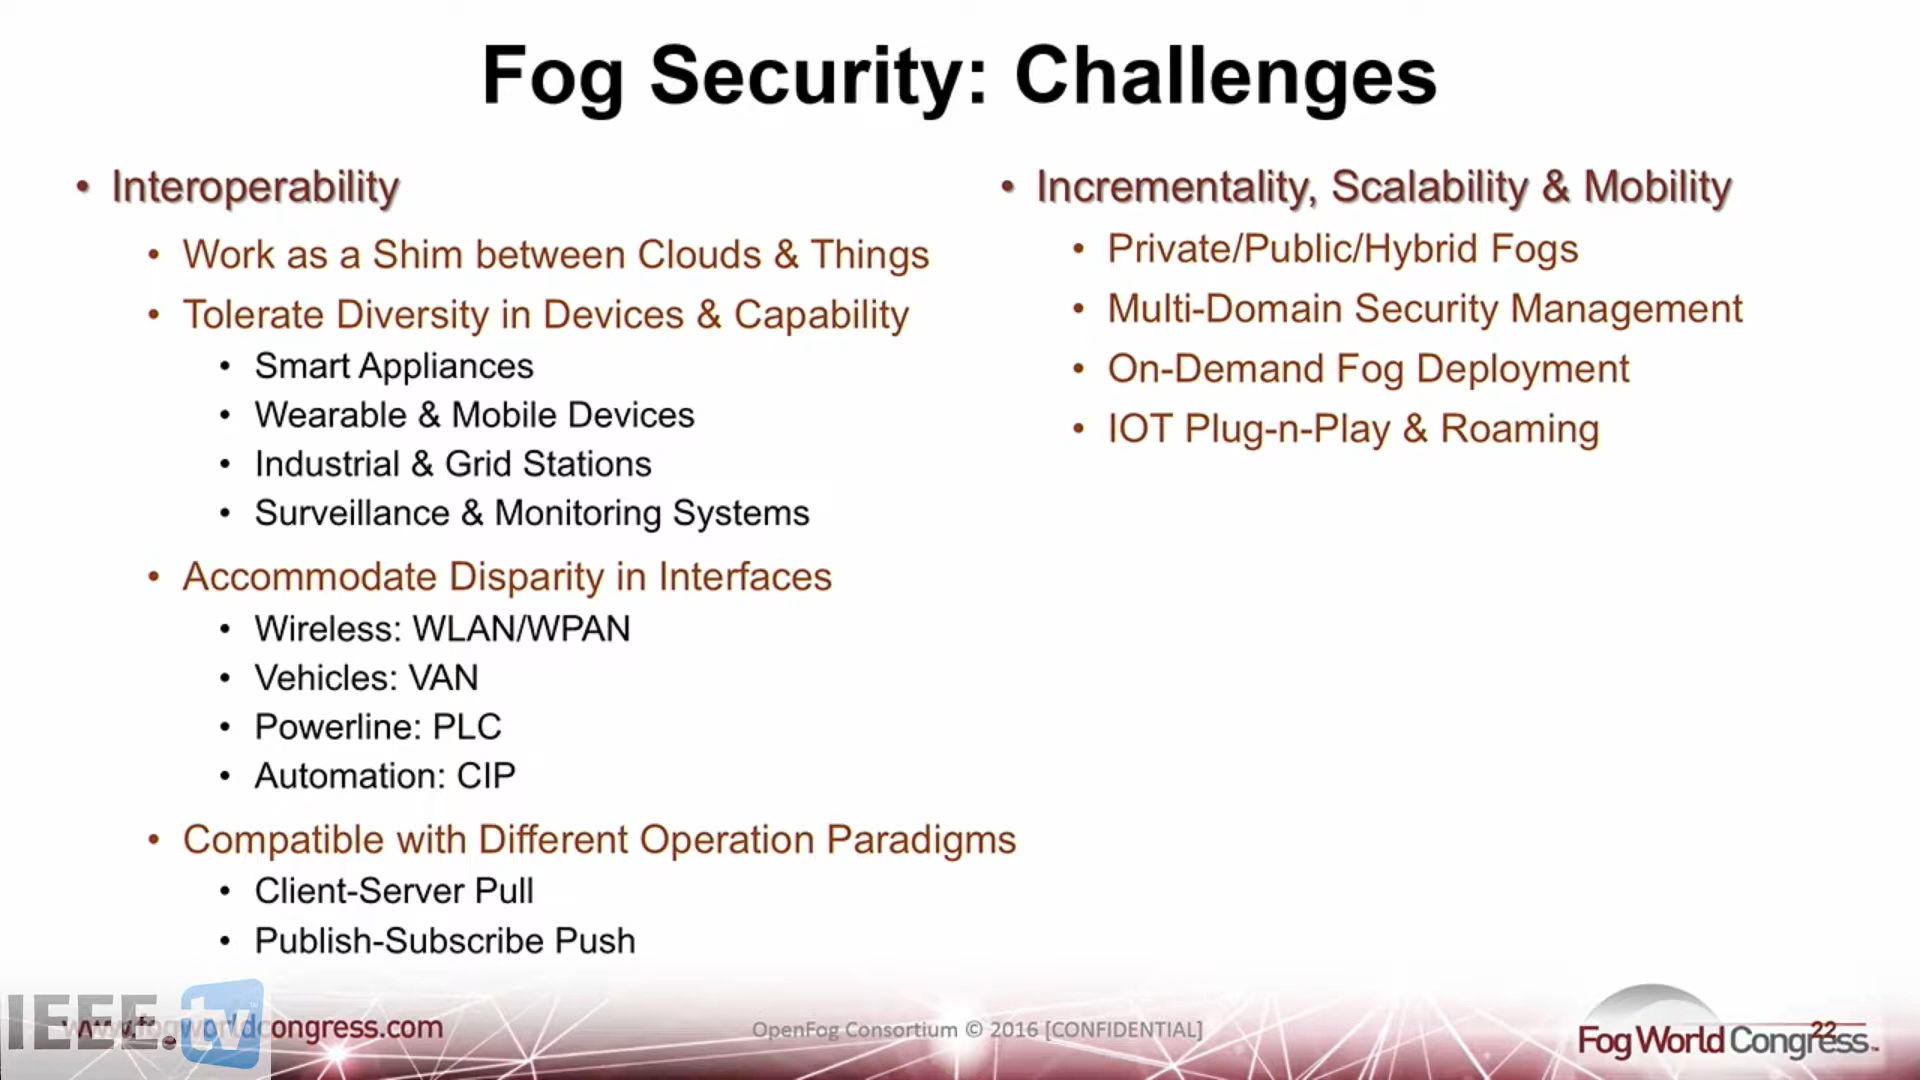 Fog Security: Challenges
• Interoperability
• Work as a Shim between Clouds & Things
• Tolerate Diversity in Devices & Capability
• Smart Appliances
• Wearable & Mobile Devices
• Industrial & Grid Stations
• Surveillance & Monitoring Systems
• Accommodate Disparity in Interfaces
• Wireless: WLAN/WPAN
• Vehicles: VAN
• Powerline: PLC
• Automation: CIP
• Compatible with Different Operation Paradigms
• Client-Server Pull
• Publish-Subscribe Push
• Incrementality, Scalability & Mobility
• Private/Public/Hybrid Fogs
• Multi-Domain Security Management
• On-Demand Fog Deployment
• IOT Plug-n-Play & Roaming
IEEE.tv
www.fogworldcongress.com
OpenFog Consortium © 2016 [CONFIDENTIAL]
22
Fog World Congress™